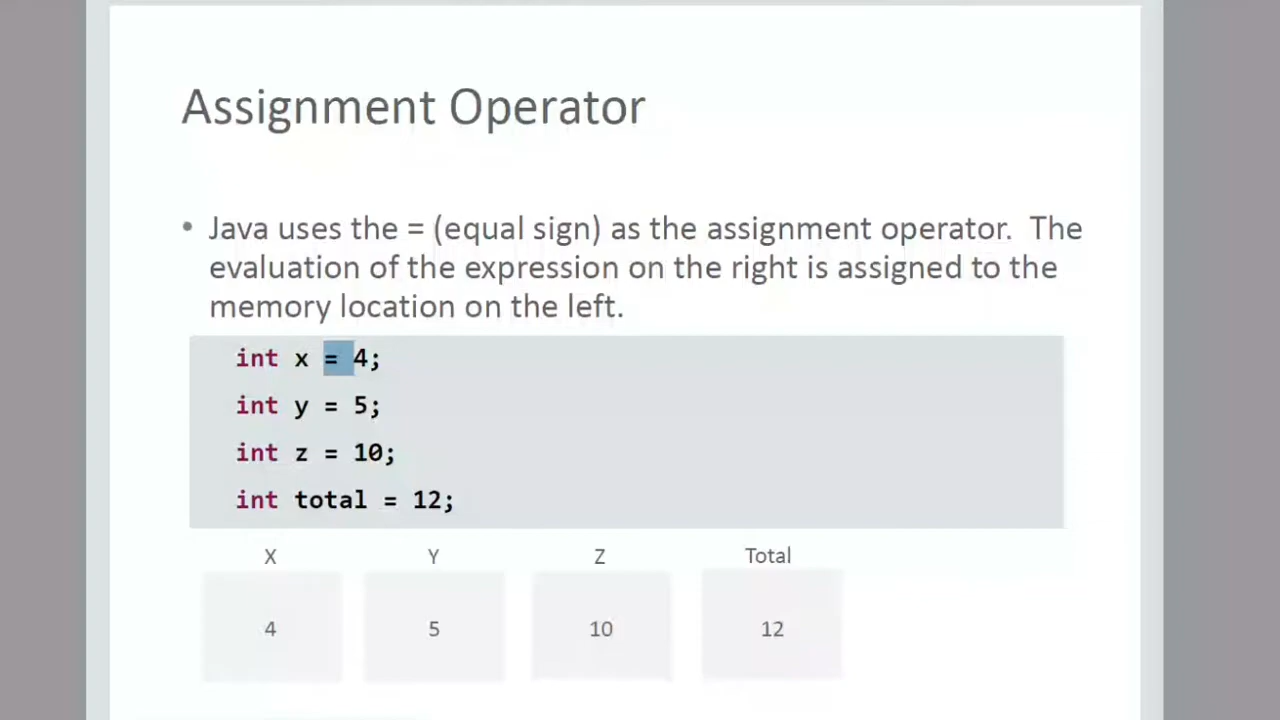 Assignment Operator
• Java uses the = (equal sign) as the assignment operator. The
evaluation of the expression on the right is assigned to the
memory location on the left.
int x = 4;
int y = 5;
int z = 10;
int total = 12;
X Y Z Total
4 5 10 12